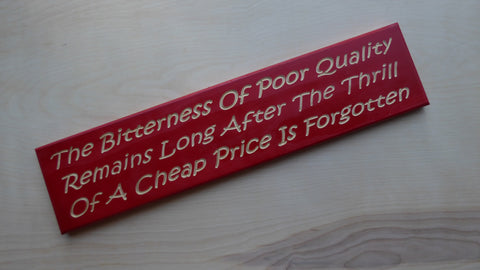 The Bitterness Of Poor Quality
Remains Long After The Thrill
Of A Cheap Price Is Forgotten